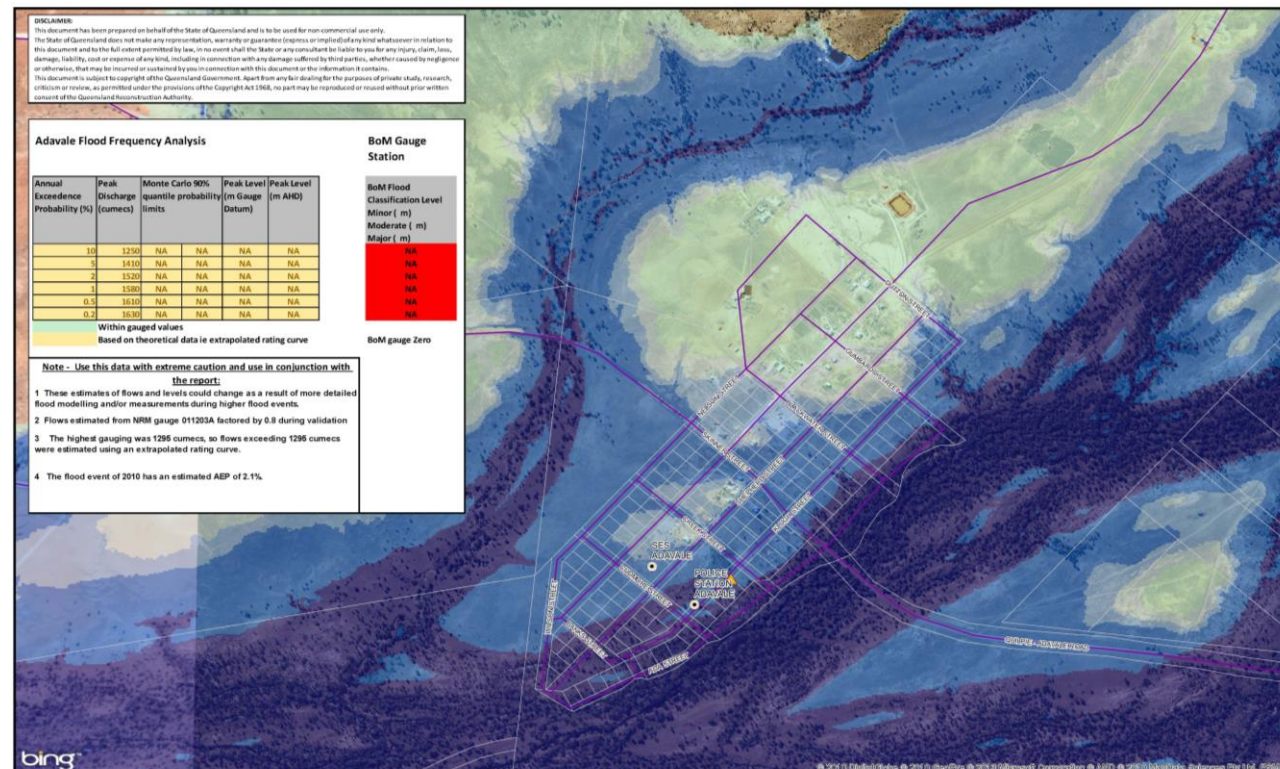 DISCLAIMER:
This document has been prepared on behalf of the State of Queensland and is to be used for non commercial use only.
The State of Queensland does not make any representation, warranty or guarantee (express or implied) of any kind whatsoever in relation to
this document and to the full extent permitted by law, in no event shall the State or any consultant be liable to you for any injury, claim, loss,
damage, liability, cost or expense of any kind, including in connection with any damage suffered by third parties, whether caused by negligence
or otherwise, that may be incurred or sustained by you in connection with this document or the information it contains.
This document is subject to copyright of the Queensland Government. Apart from any fair dealing for the purposes of private study, research,
criticism or review, as permitted under the provisions of the Copyright Act 1968, no part may be reproduced or reused without prior written
consent of the Queensland Reconstruction Authority.
Adavale Flood Frequency Analysis
BoM Gauge
Station
Annual Exceedence Probability (%) Peak Discharge (cumecs) Monte Carlo 90% quantile probability limits Peak Level (m Gauge Datum) Peak Level (m AHD)
BoM Flood
Classification Level
Minor ( m)
Moderate ( m)
Major ( m)
10 1250 NA NA NA NA NA
5 1410 NA NA NA NA NA
2 1520 NA NA NA NA NA
1 1580 NA NA NA NA NA
0.5 1610 NA NA NA NA NA
0.2 1630 NA NA NA NA NA
Within gauged values
Based on theoretical data ie extrapolated rating curve
BoM gauge Zero
Note - Use this data with extreme caution and use in conjunction with
the report:
1 These estimates of flows and levels could change as a result of more detailed
flood modelling and/or measurements during higher flood events.
2 Flows estimated from NRM gauge 011203A factored by 0.8 during validation
3 The highest gauging was 1295 cumecs, so flows exceeding 1295 cumecs
were estimated using an extrapolated rating curve.
4 The flood event of 2010 has an estimated AEP of 2.1%.
SES
ADAVALE
POLICE
STATION
ADAVALE
ADA STREET
QUILPIE - ADAVALE ROAD
bing